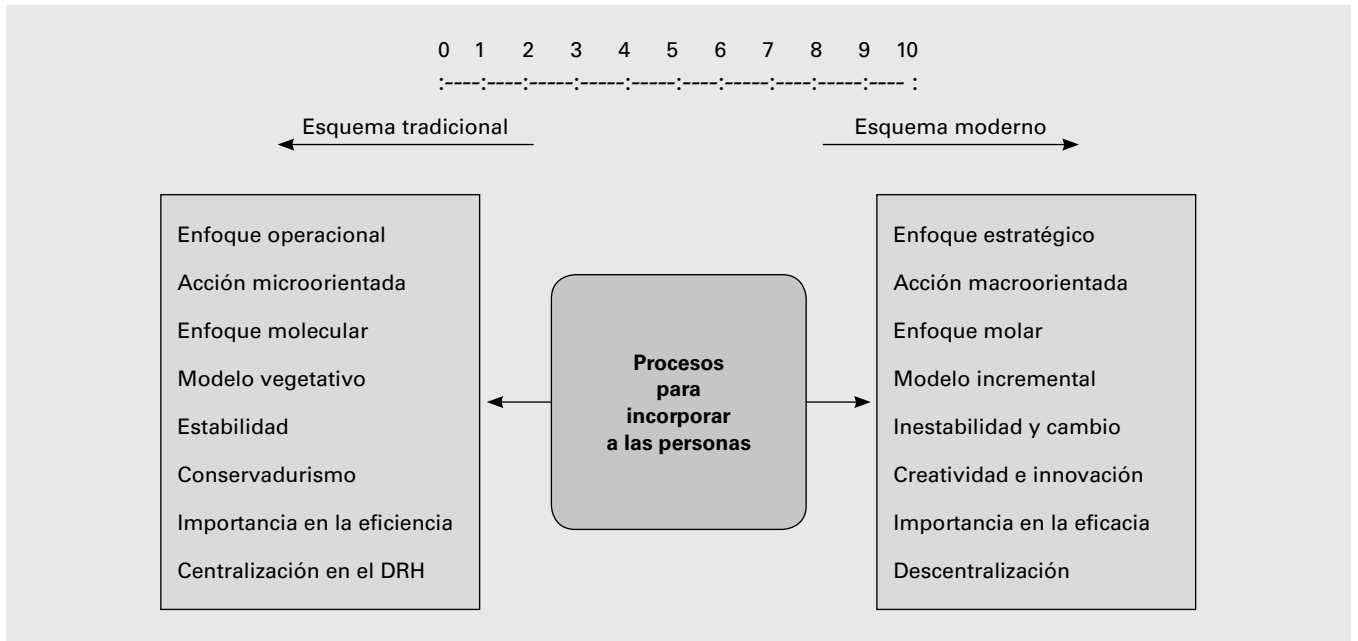 0 1 2 3 4 5 6 7 8 9 10
:----:----:-----:-----:-----:----:-----:----:-----:---- :
Esquema tradicional
Esquema moderno
Enfoque operacional
Acción microorientada
Enfoque molecular
Modelo vegetativo
Estabilidad
Conservadurismo
Importancia en la eficiencia
Centralización en el DRH
Procesos
para
incorporar
a las personas
Enfoque estratégico
Acción macroorientada
Enfoque molar
Modelo incremental
Inestabilidad y cambio
Creatividad e innovación
Importancia en la eficacia
Descentralización